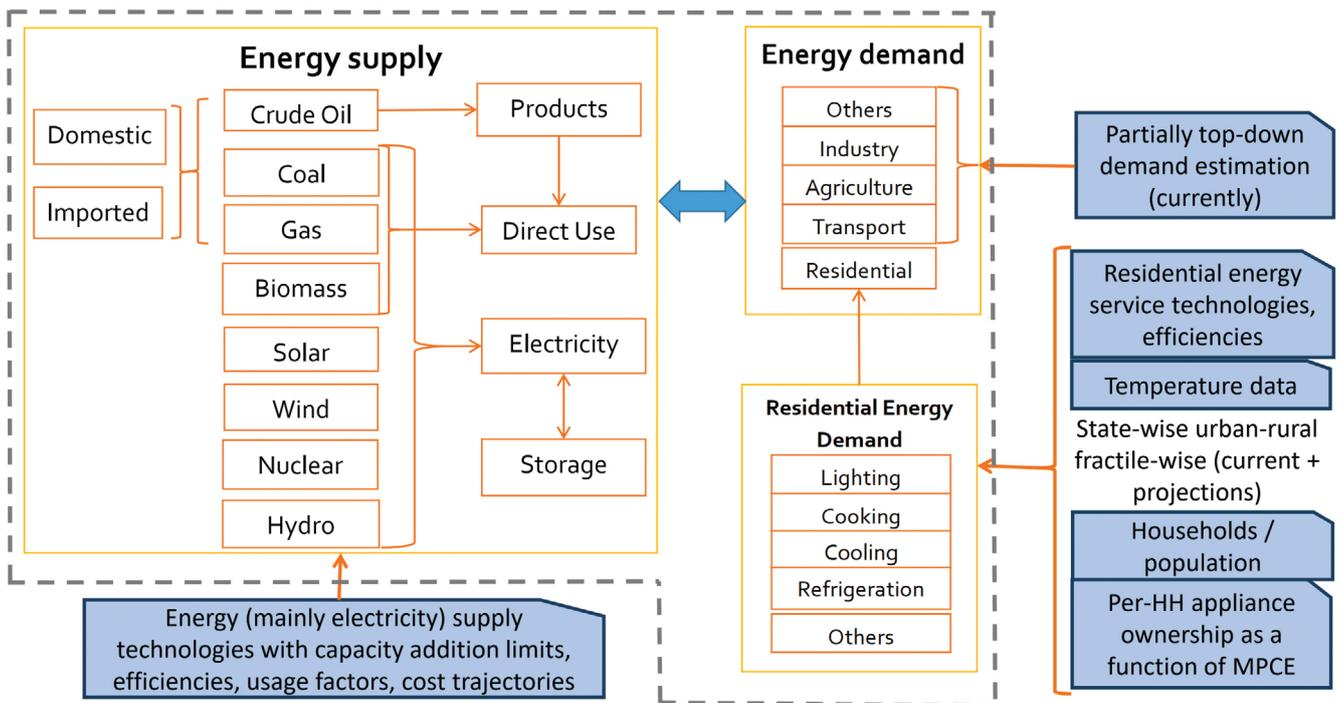 Energy supply
Domestic
Imported
Crude Oil
Coal
Gas
Biomass
Solar
Wind
Nuclear
Hydro
Products
Direct Use
Electricity
Storage
Energy demand
Others
Industry
Agriculture
Transport
Residential
Residential Energy
Demand
Lighting
Cooking
Cooling
Refrigeration
Others
Partially top-down
demand estimation
(currently)
Residential energy
service technologies,
efficiencies
Temperature data
State-wise urban-rural
fractile-wise (current +
projections)
Households /
population
Per-HH appliance
ownership as a
function of MPCE
Energy (mainly electricity) supply
technologies with capacity addition limits,
efficiencies, usage factors, cost trajectories